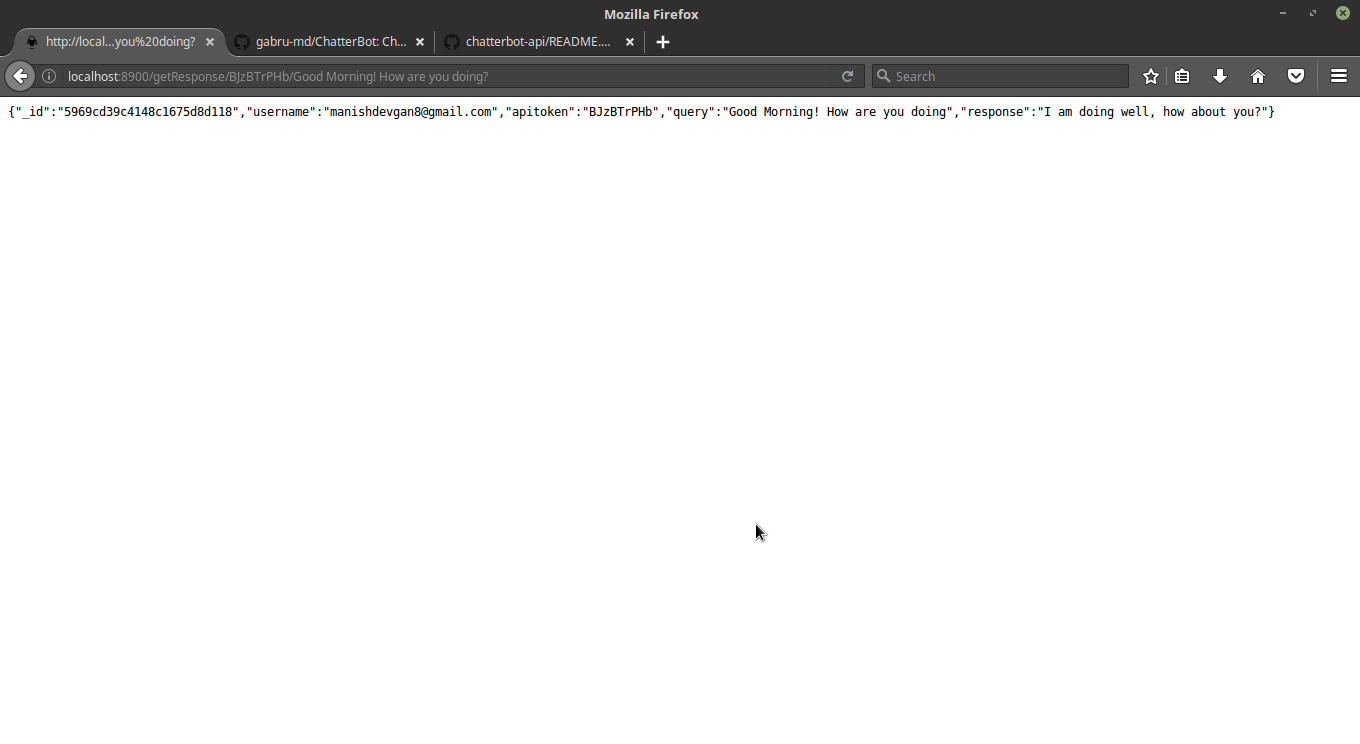 Mozilla Firefox
http://local...you%20doing?
gabru-md/ChatterBot: Ch...
chatterbot-api/README....
localhost:8900/getResponse/BJzBTrPHb/Good Morning! How are you doing?
Search
{"_id":"5969cd39c4148c1675d8d118","username":"manishdevgan8@gmail.com","apitoken":"BJzBTrPHb","query":"Good Morning! How are you doing","response":"I am doing well, how about you?"}